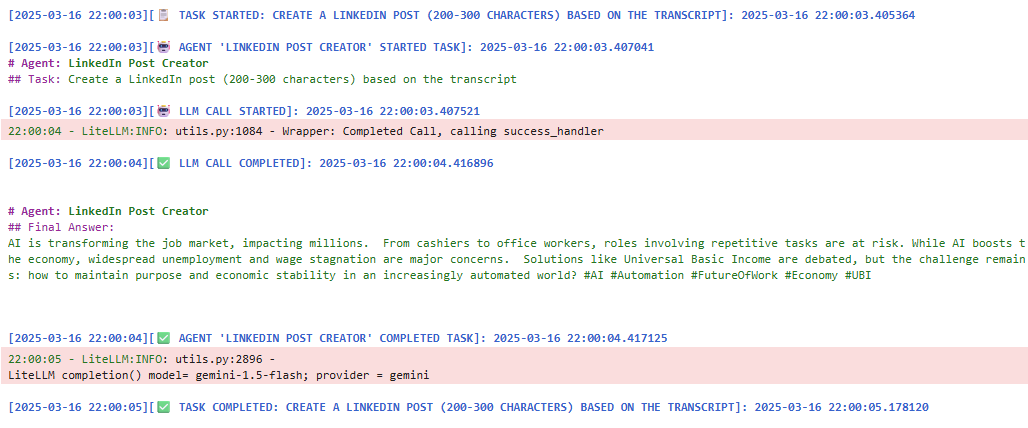 [2025-03-16 22:00:03][📋 TASK STARTED: CREATE A LINKEDIN POST (200-300 CHARACTERS) BASED ON THE TRANSCRIPT]: 2025-03-16 22:00:03.405364
[2025-03-16 22:00:03][🤖 AGENT 'LINKEDIN POST CREATOR' STARTED TASK]: 2025-03-16 22:00:03.407041
# Agent: LinkedIn Post Creator
## Task: Create a LinkedIn post (200-300 characters) based on the transcript
[2025-03-16 22:00:03][🤖 LLM CALL STARTED]: 2025-03-16 22:00:03.407521
22:00:04 - LiteLLM:INFO: utils.py:1084 - Wrapper: Completed Call, calling success_handler
[2025-03-16 22:00:04][✅ LLM CALL COMPLETED]: 2025-03-16 22:00:04.416896
# Agent: LinkedIn Post Creator
## Final Answer:
AI is transforming the job market, impacting millions.  From cashiers to office workers, roles involving repetitive tasks are at risk. While AI boosts t
he economy, widespread unemployment and wage stagnation are major concerns.  Solutions like Universal Basic Income are debated, but the challenge remain
s: how to maintain purpose and economic stability in an increasingly automated world? #AI #Automation #FutureOfWork #Economy #UBI
[2025-03-16 22:00:04][✅ AGENT 'LINKEDIN POST CREATOR' COMPLETED TASK]: 2025-03-16 22:00:04.417125
22:00:05 - LiteLLM:INFO: utils.py:2896 -
LiteLLM completion() model= gemini-1.5-flash; provider = gemini
[2025-03-16 22:00:05][✅ TASK COMPLETED: CREATE A LINKEDIN POST (200-300 CHARACTERS) BASED ON THE TRANSCRIPT]: 2025-03-16 22:00:05.178120